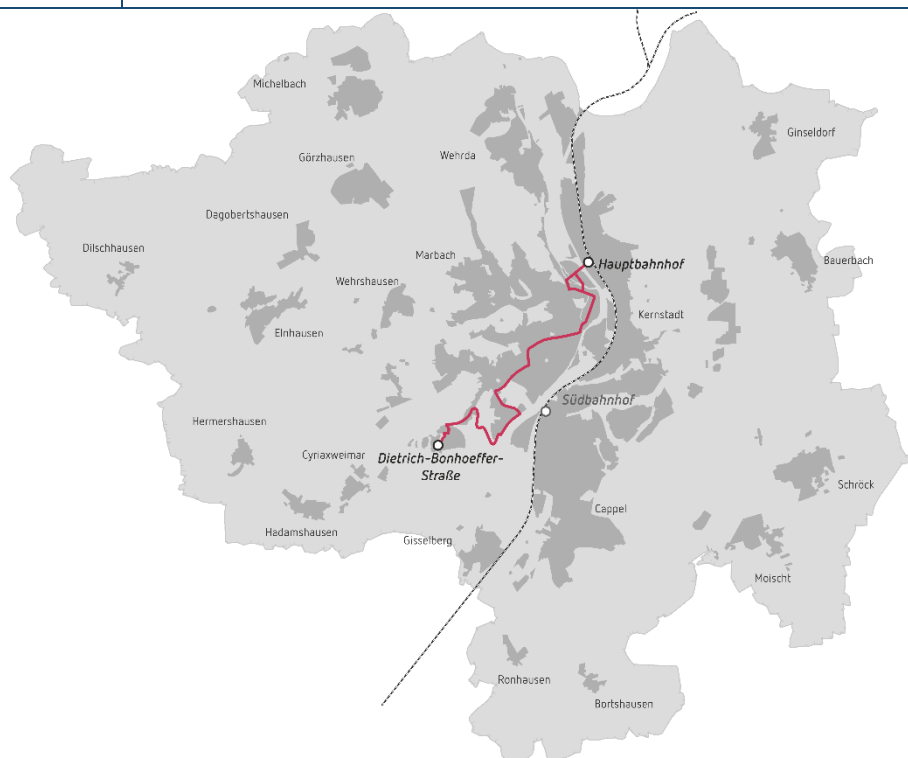 Michelbach
Ginseldorf
Görzhausen
Wehrda
Dagobertshausen
Dilschhausen
Marbach
Bauerbach
Hauptbahnhof
Wehrshausen
Kernstadt
Elnhausen
Südbahnhof
Hermershausen
Cyriaxweimar
Dietrich-Bonhoeffer-
Straße
Schröck
Cappel
Hadamshausen
Gisselberg
Moischt
Ronhausen
Bortshausen